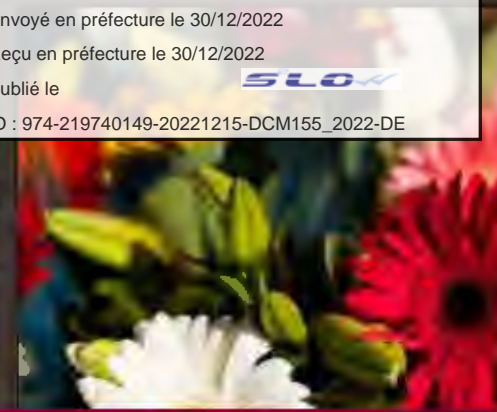 nvoyé en préfecture le 30/12/2022
eçu en préfecture le 30/12/2022
ublié le
SLO
D : 974-219740149-20221215-DCM155_2022-DE